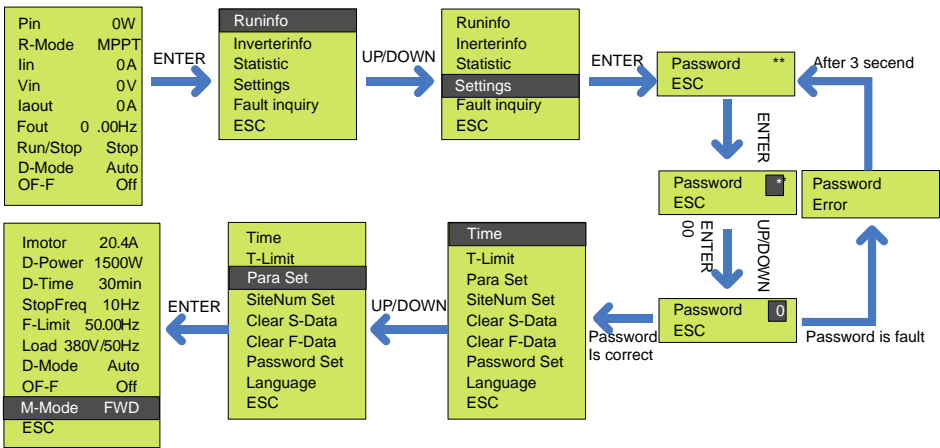 Pin 0W
R-Mode MPPT
Iin 0A
Vin 0V
Iaout 0A
Fout 0 .00Hz
Run/Stop Stop
D-Mode Auto
OF-F Off
ENTER
Runinfo
Inverterinfo
Statistic
Settings
Fault inquiry
ESC
UP/DOWN
Runinfo
Inerterinfo
Statistic
Settings
Fault inquiry
ESC
ENTER
Password **
ESC
After 3 secend
ENTER
Password **
ESC
Password
Error
UP/DOWN
ENTER
00
Password 0
ESC
Password is fault
Password
Is correct
Time
T-Limit
Para Set
SiteNum Set
Clear S-Data
Clear F-Data
Password Set
Language
ESC
UP/DOWN
Time
T-Limit
Para Set
SiteNum Set
Clear S-Data
Clear F-Data
Password Set
Language
ESC
ENTER
Imotor 20.4A
D-Power 1500W
D-Time 30min
StopFreq 10Hz
F-Limit 50.00Hz
Load 380V/50Hz
D-Mode Auto
OF-F Off
M-Mode FWD
ESC